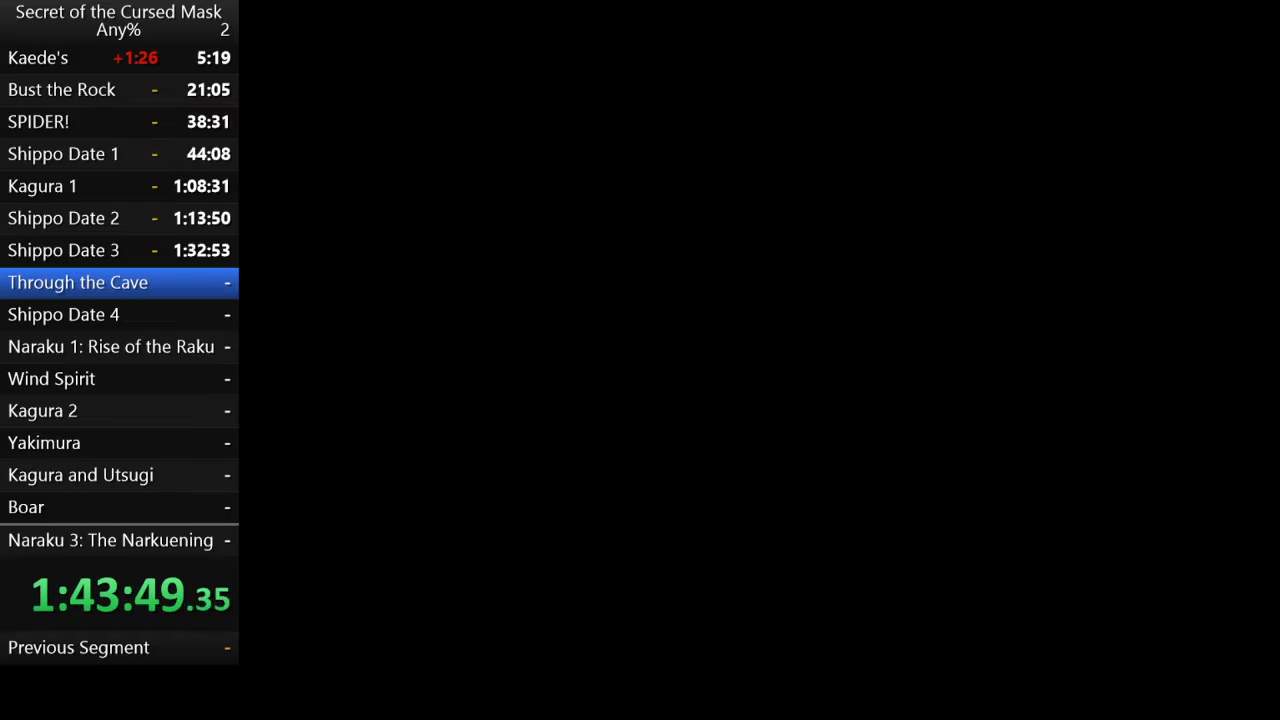 Secret of the Cursed Mask
Any% 2
Kaede's +1:26 5:19
Bust the Rock - 21:05
SPIDER! - 38:31
Shippo Date 1 - 44:08
Kagura 1 - 1:08:31
Shippo Date 2 - 1:13:50
Shippo Date 3 - 1:32:53
Through the Cave -
Shippo Date 4 -
Naraku 1: Rise of the Raku -
Wind Spirit -
Kagura 2 -
Yakimura -
Kagura and Utsugi -
Boar -
Naraku 3: The Narkuening -
1:43:49.35
Previous Segment -